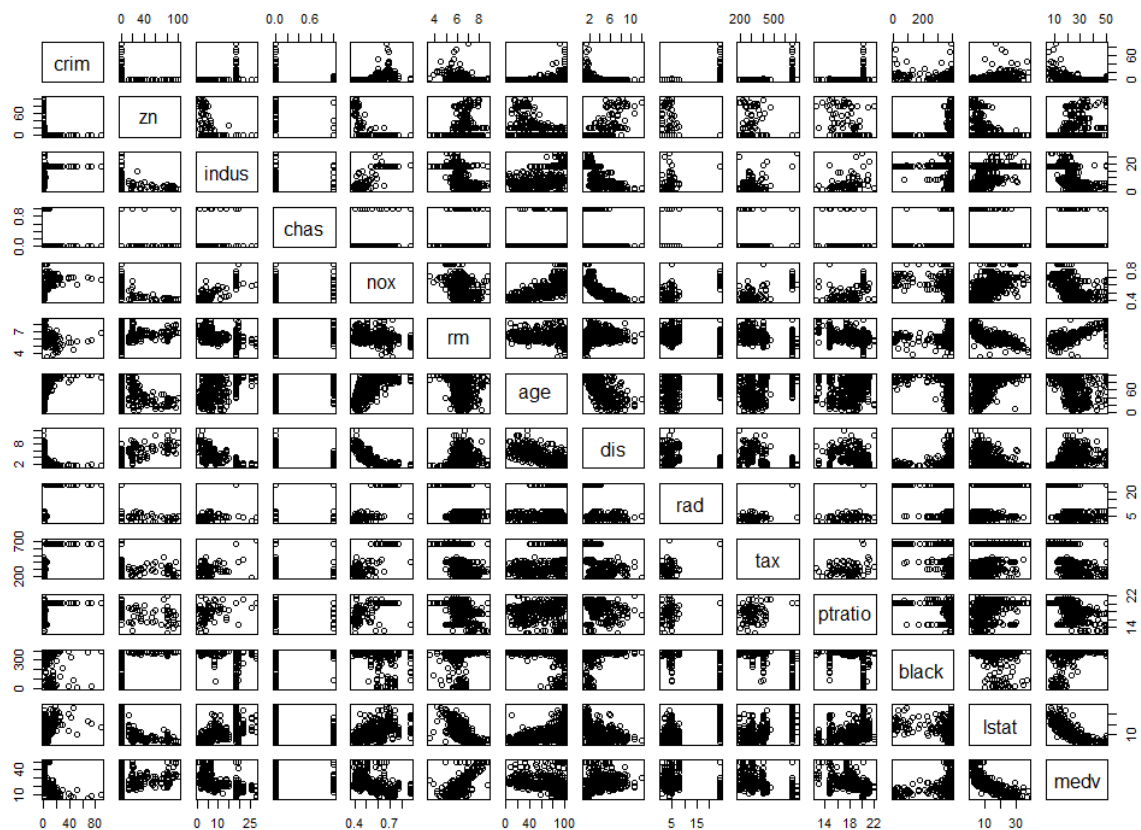 0 40 100 0.0 0.6 4 6 8 2 6 10 200 500 0 200 10 30 50
crim 0 60
0 60 zn
indus 0 20
0.0 0.8 chas
nox 0.4 0.8
4 7 rm
age 0 60
2 8 dis
rad 5 20
200 700 tax
ptratio 14 22
0 300 black
lstat 10
10 40 medv
0 40 80 0 10 25 0.4 0.7 0 40 100 5 15 14 18 22 10 30